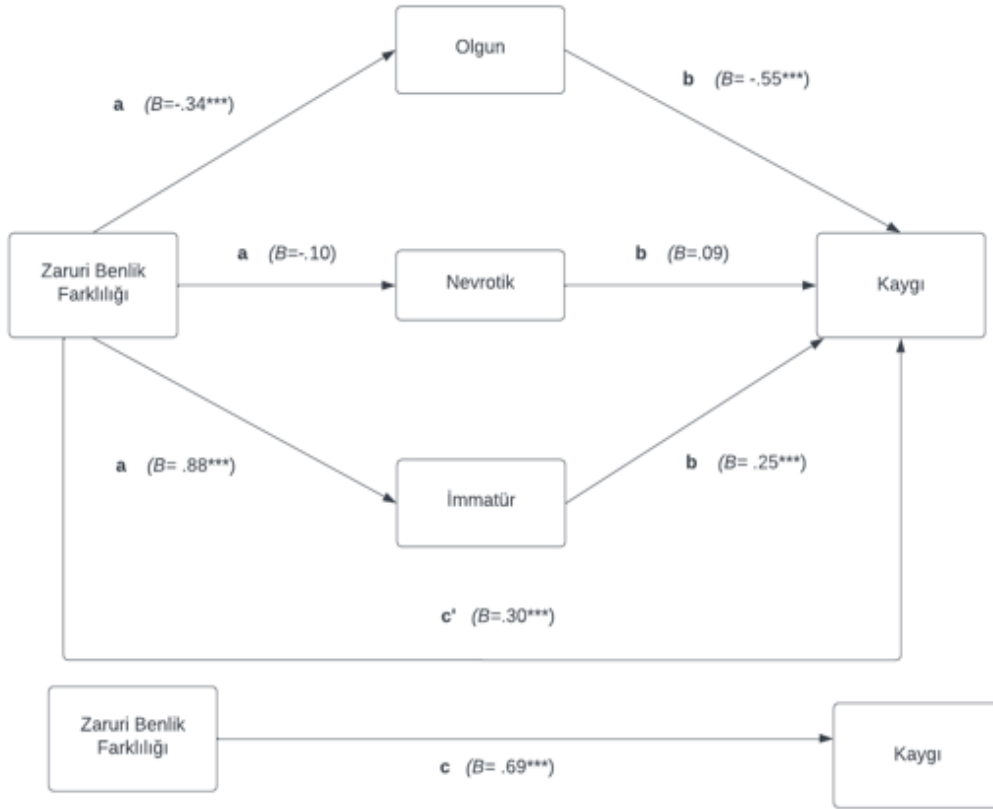 Olgun
a (B=-.34***)
b (B= -.55***)
Zaruri Benlik
Farklılığı
a (B=-.10)
Nevrotik
b (B=.09)
Kaygı
a (B= .88***)
İmmatür
b (B= .25***)
c' (B=.30***)
Zaruri Benlik
Farklılığı
c (B= .69***)
Kaygı